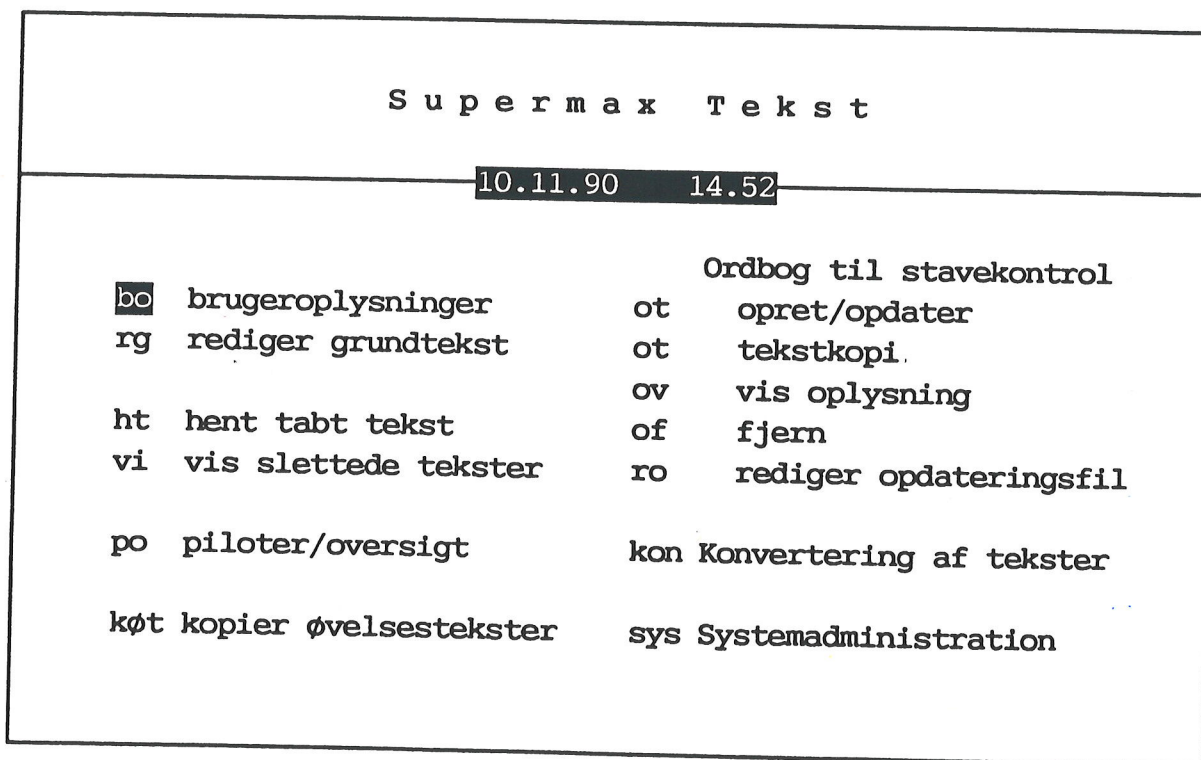 Supermax Tekst
10.11.90 14.52
bo brugeroplysninger
rg rediger grundtekst
ht hent tabt tekst
vi vis slettede tekster
po piloter/oversigt
køt kopier øvelsestekster
Ordbog til stavekontrol
ot opret/opdater
ot tekstkopi
ov vis oplysning
of fjern
ro rediger opdateringsfil
kon Konvertering af tekster
sys Systemadministration